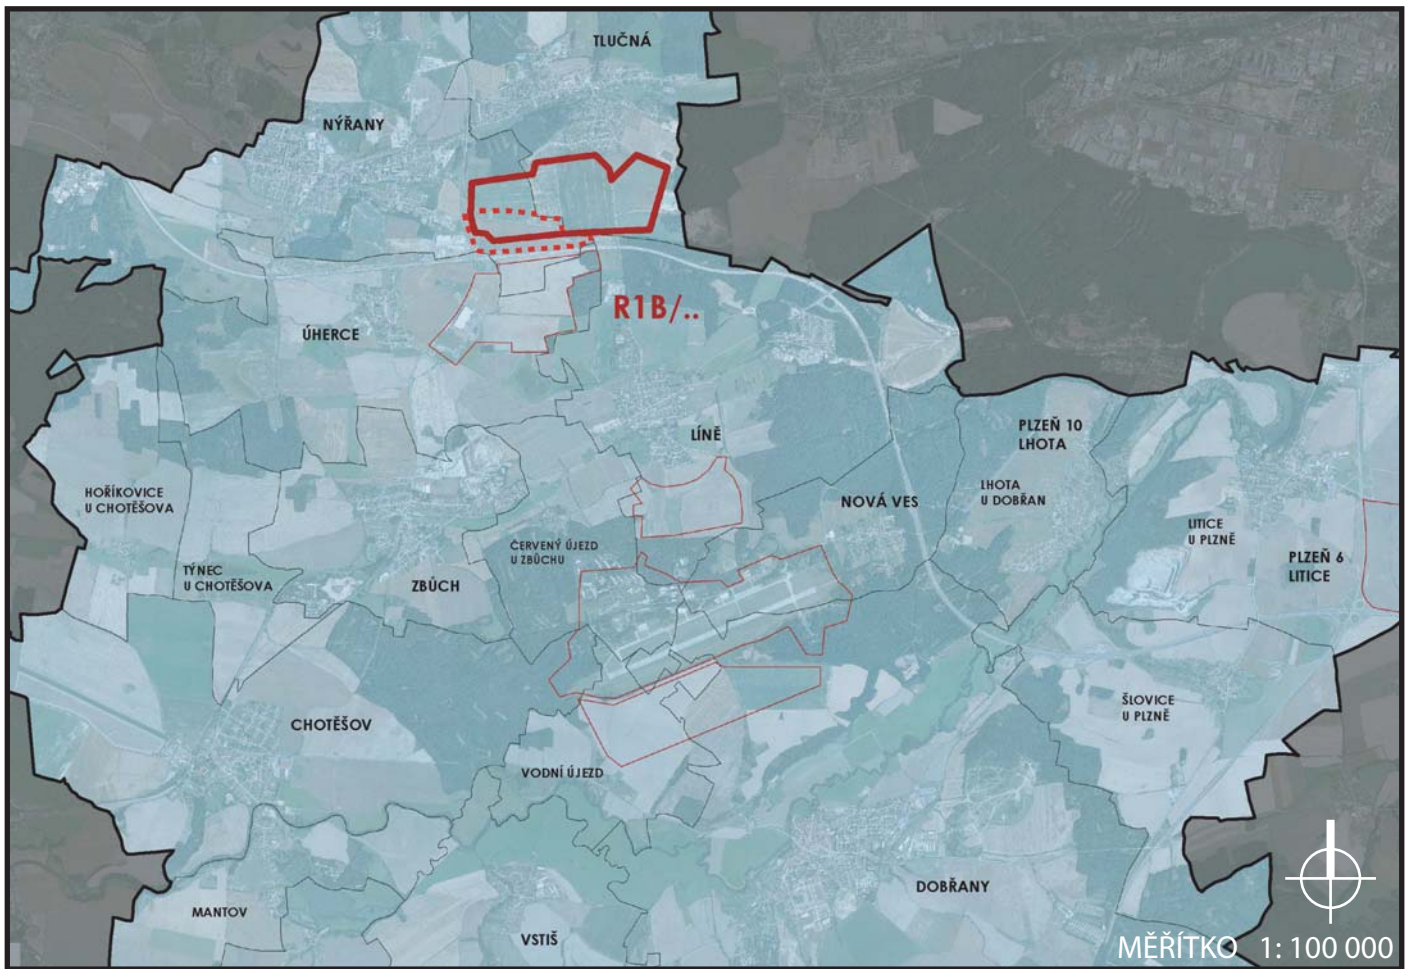 TLUČNÁ
NÝŘANY
R1B/..
ÚHERCE
LÍNĚ
PLZEŇ 10
LHOTA
HOŘÍKOVICE
U CHOTĚŠOVA
LHOTA
U DOBŘAN
NOVÁ VES
LITICE
U PLZNĚ
ČERVENÝ ÚJEZD
U ZBŮCHU
PLZEŇ 6
LITICE
TÝNEC
U CHOTĚŠOVA
ZBŮCH
ŠLOVICE
U PLZNĚ
CHOTĚŠOV
VODNÍ ÚJEZD
DOBŘANY
MANTOV
VSTIŠ
MĚŘÍTKO 1: 100 000